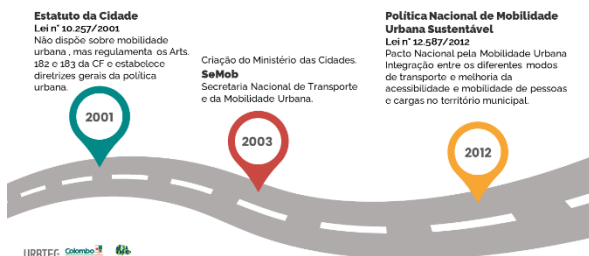 Estatuto da Cidade
Lei n° 10.257/2001
Não dispõe sobre mobilidade
urbana , mas regulamenta os Arts.
182 e 183 da CF e estabelece
diretrizes gerais da política
urbana.
2001
Criação do Ministério das Cidades.
SeMob
Secretaria Nacional de Transporte
e da Mobilidade Urbana.
2003
Política Nacional de Mobilidade
Urbana Sustentável
Lei n° 12.587/2012
Pacto Nacional pela Mobilidade Urbana
Integração entre os diferentes modos
de transporte e melhoria da
acessibilidade e mobilidade de pessoas
e cargas no território municipal.
2012
URBTEC Colombo